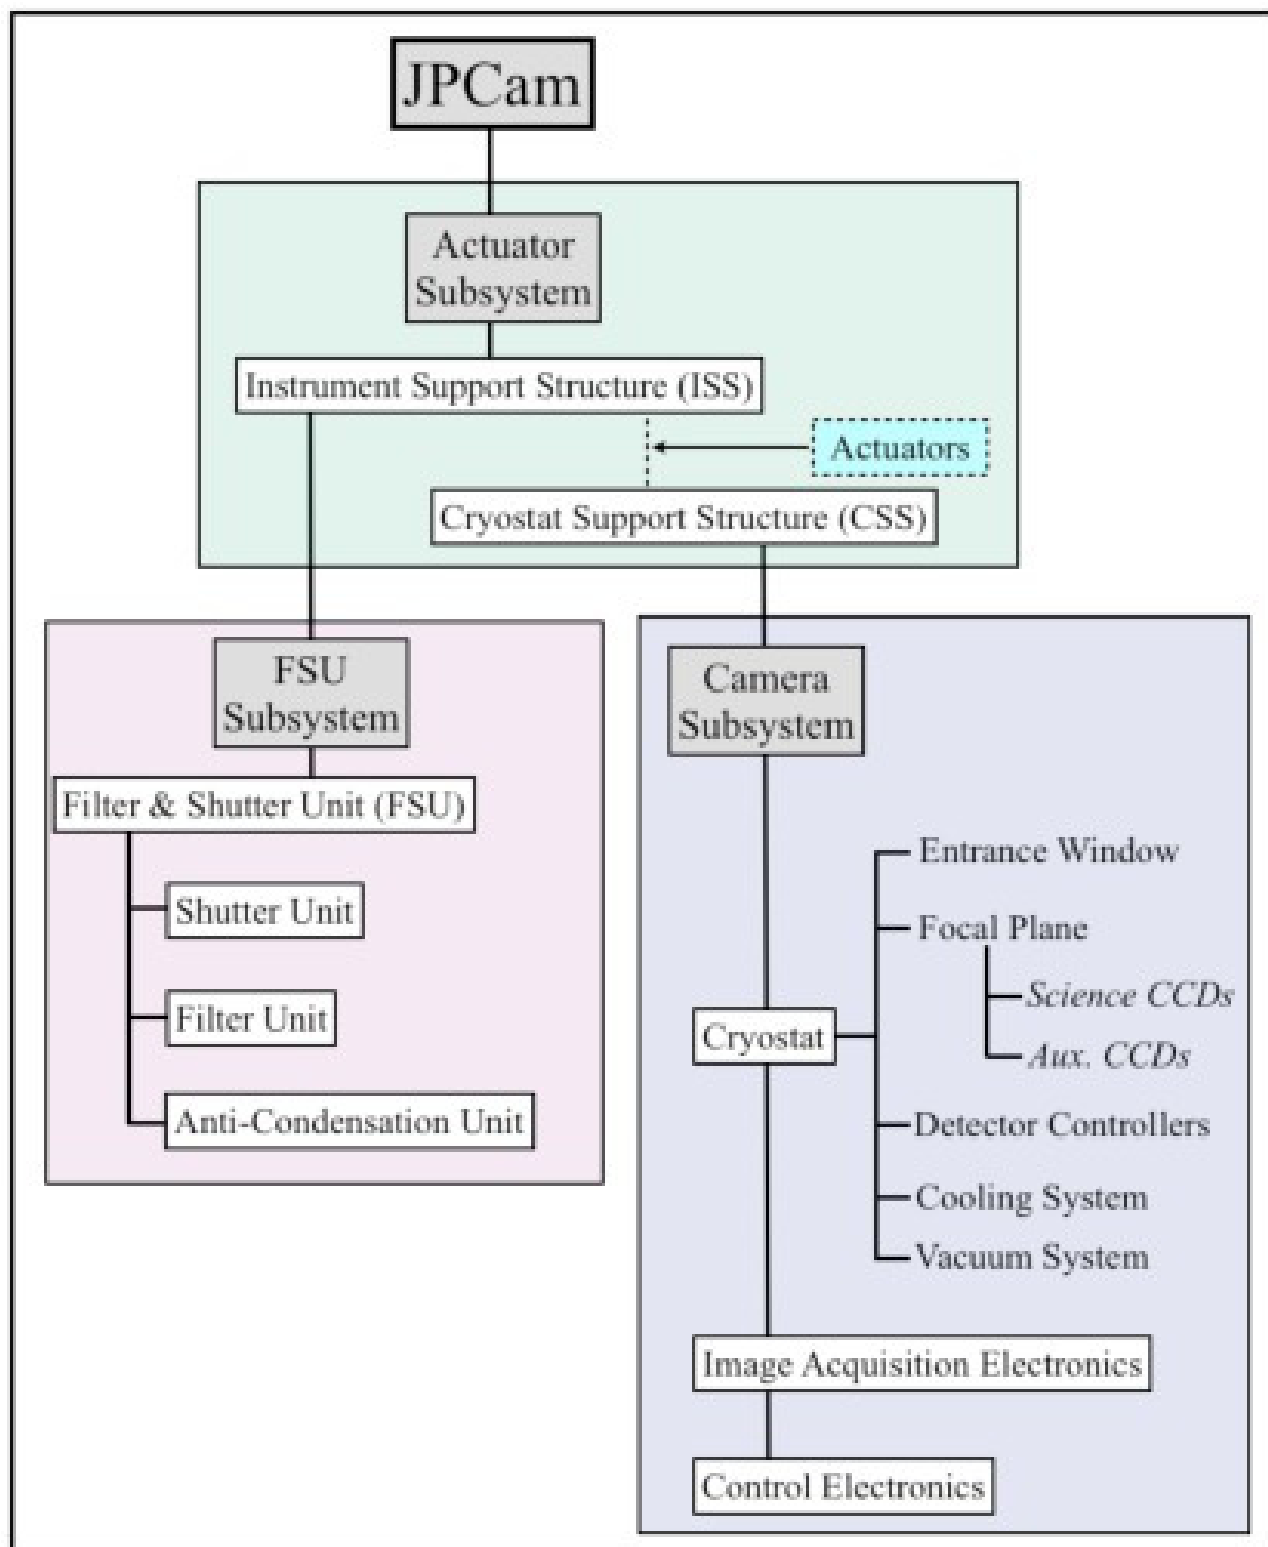 JPCam
Actuator
Subsystem
Instrument Support Structure (ISS)
Actuators
Cryostat Support Structure (CSS)
FSU
Subsystem
Filter & Shutter Unit (FSU)
Shutter Unit
Filter Unit
Anti-Condensation Unit
Camera
Subsystem
Cryostat
Entrance Window
Focal Plane
Science CCDs
Aux. CCDs
Detector Controllers
Cooling System
Vacuum System
Image Acquisition Electronics
Control Electronics